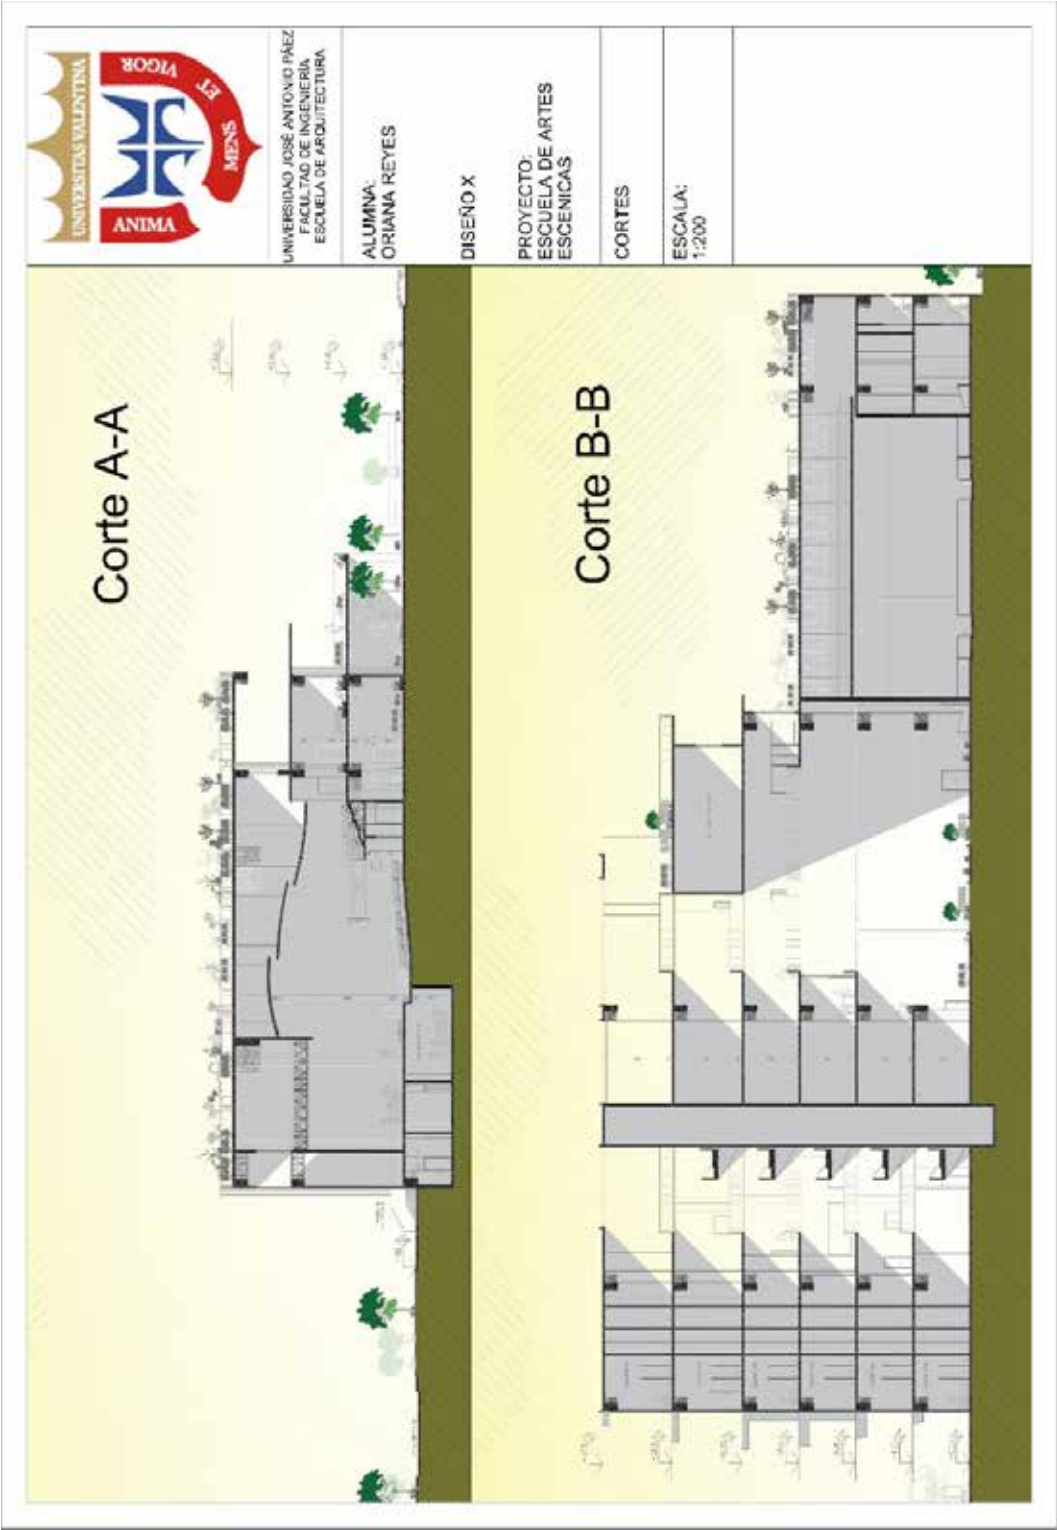 UNIVERSITAS VALENTINA
ANIMA
MENS
ET
VIGOR
UNIVERSIDAD JOSÉ ANTONIO PÁEZ
FACULTAD DE INGENIERÍA
ESCUELA DE ARQUITECTURA
ALUMNA:
ORIANA REYES
DISEÑO X
PROYECTO:
ESCUELA DE ARTES
ESCENICAS
CORTES
ESCALA:
1:200
Corte A-A
Corte B-B